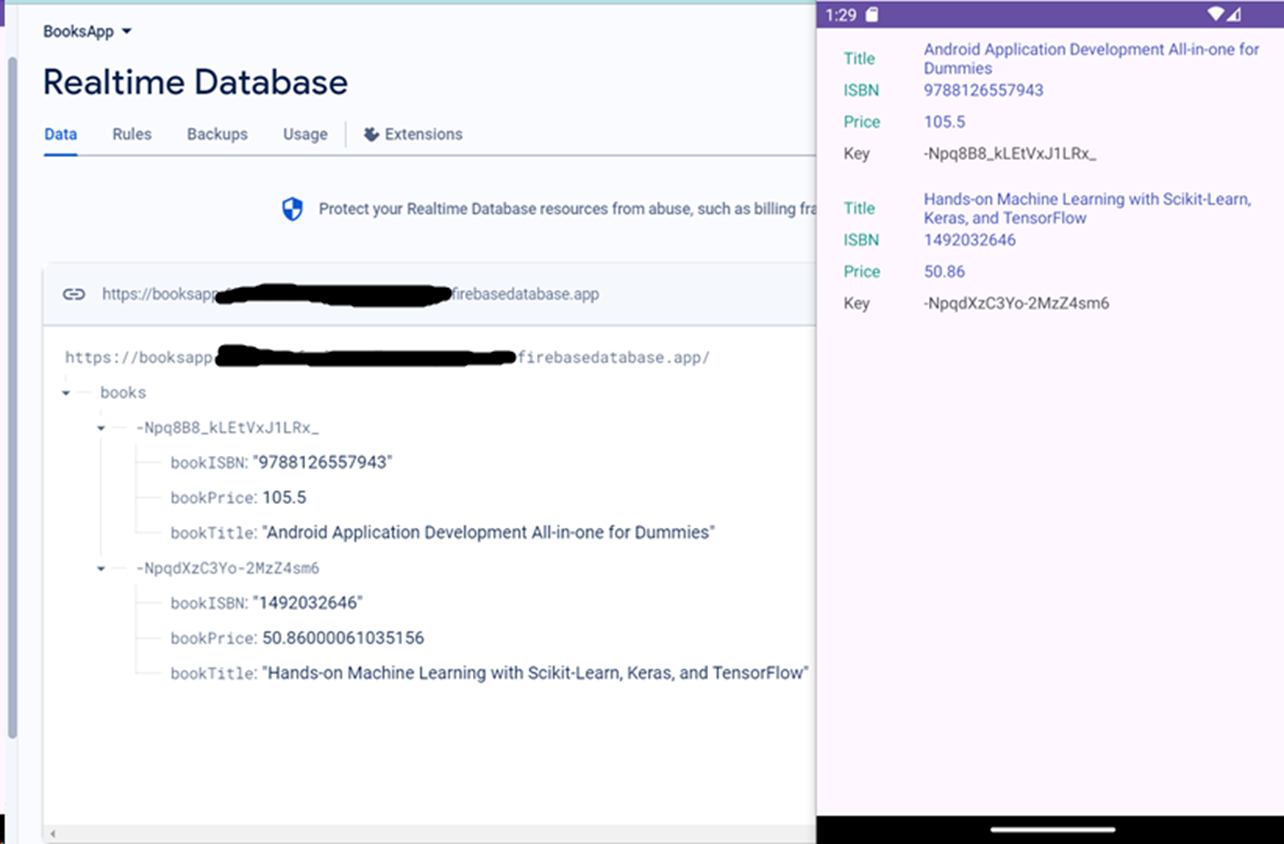 BooksApp
Realtime Database
Data Rules Backups Usage Extensions
Protect your Realtime Database resources from abuse, such as billing fra
https://booksapp firebasedatabase.app
https://booksapp firebasedatabase.app/
books
-Npq8B8_kLEtVxJ1LRx_
bookISBN: "9788126557943"
bookPrice: 105.5
bookTitle: "Android Application Development All-in-one for Dummies"
-NpqdXzC3Yo-2MzZ4sm6
bookISBN: "1492032646"
bookPrice: 50.86000061035156
bookTitle: "Hands-on Machine Learning with Scikit-Learn, Keras, and TensorFlow"
1:29
Title Android Application Development All-in-one for
Dummies
ISBN 9788126557943
Price 105.5
Key -Npq8B8_kLEtVxJ1LRx_
Title Hands-on Machine Learning with Scikit-Learn,
Keras, and TensorFlow
ISBN 1492032646
Price 50.86
Key -NpqdXzC3Yo-2MzZ4sm6